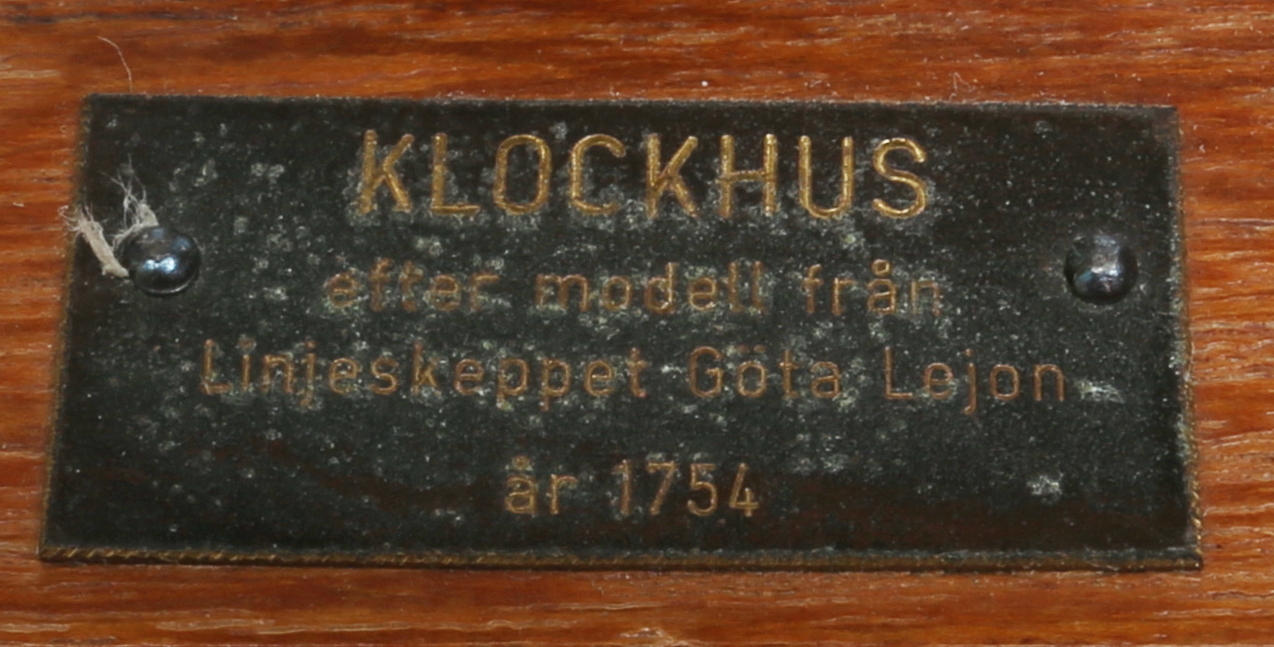 KLOCKHUS
efter modell från
Linjeskeppet Göta Lejon
år 1754